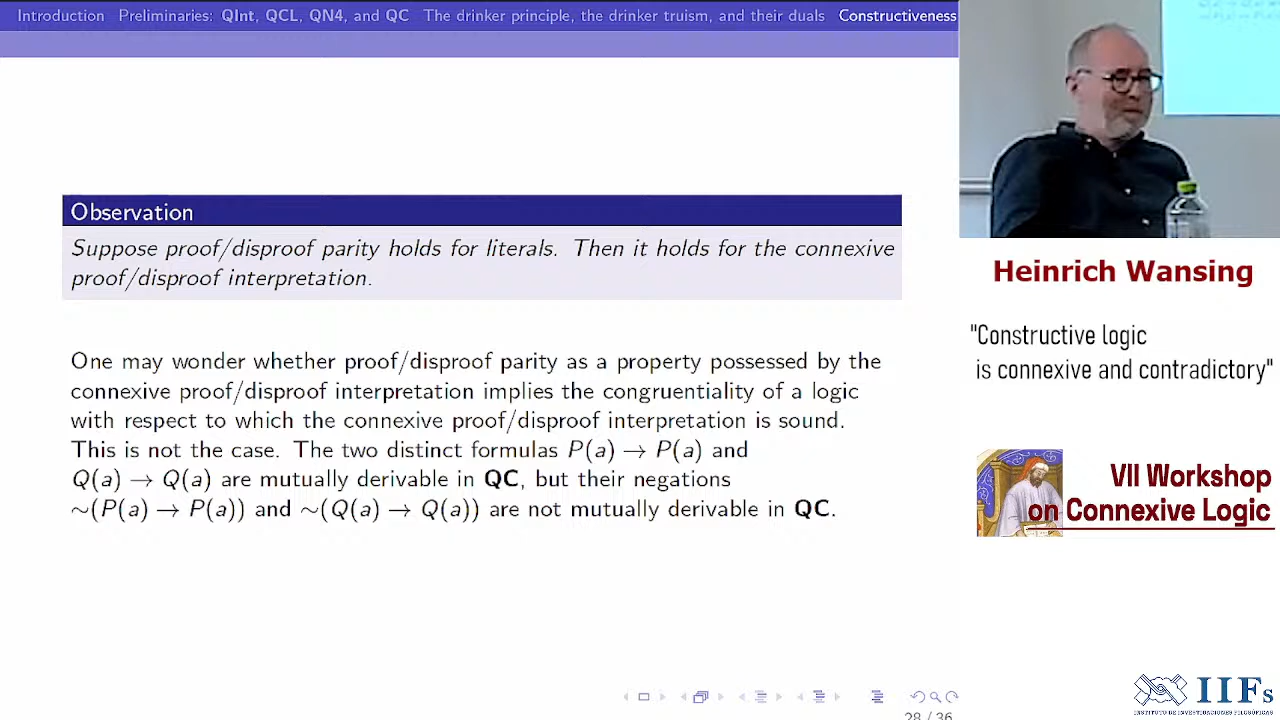 Introduction Preliminaries: QInt, QCL, QN4, and QC The drinker principle, the drinker truism, and their duals Constructiveness
Observation
Suppose proof/disproof parity holds for literals. Then it holds for the connexive
proof/disproof interpretation.
One may wonder whether proof/disproof parity as a property possessed by the
connexive proof/disproof interpretation implies the congruentiality of a logic
with respect to which the connexive proof/disproof interpretation is sound.
This is not the case. The two distinct formulas P(a) → P(a) and
Q(a) → Q(a) are mutually derivable in QC, but their negations
∼(P(a) → P(a)) and ∼(Q(a) → Q(a)) are not mutually derivable in QC.
28 / 36
Heinrich Wansing
"Constructive logic
is connexive and contradictory"
VII Workshop
on Connexive Logic
IIFs
INSTITUTO DE INVESTIGACIONES FILOSÓFICAS